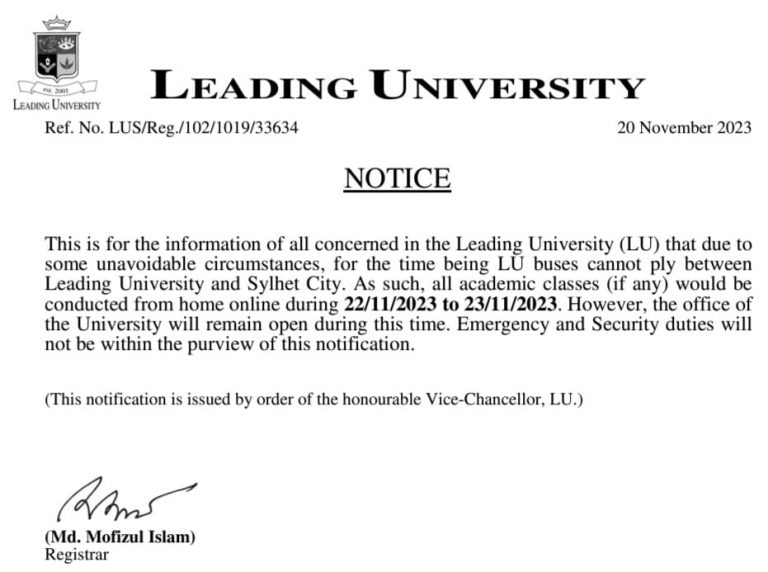 EST. 2001
LEADING UNIVERSITY
LEADING UNIVERSITY
Ref. No. LUS/Reg./102/1019/33634
20 November 2023
NOTICE
This is for the information of all concerned in the Leading University (LU) that due to
some unavoidable circumstances, for the time being LU buses cannot ply between
Leading University and Sylhet City. As such, all academic classes (if any) would be
conducted from home online during 22/11/2023 to 23/11/2023. However, the office of
the University will remain open during this time. Emergency and Security duties will
not be within the purview of this notification.
(This notification is issued by order of the honourable Vice-Chancellor, LU.)
(Md. Mofizul Islam)
Registrar